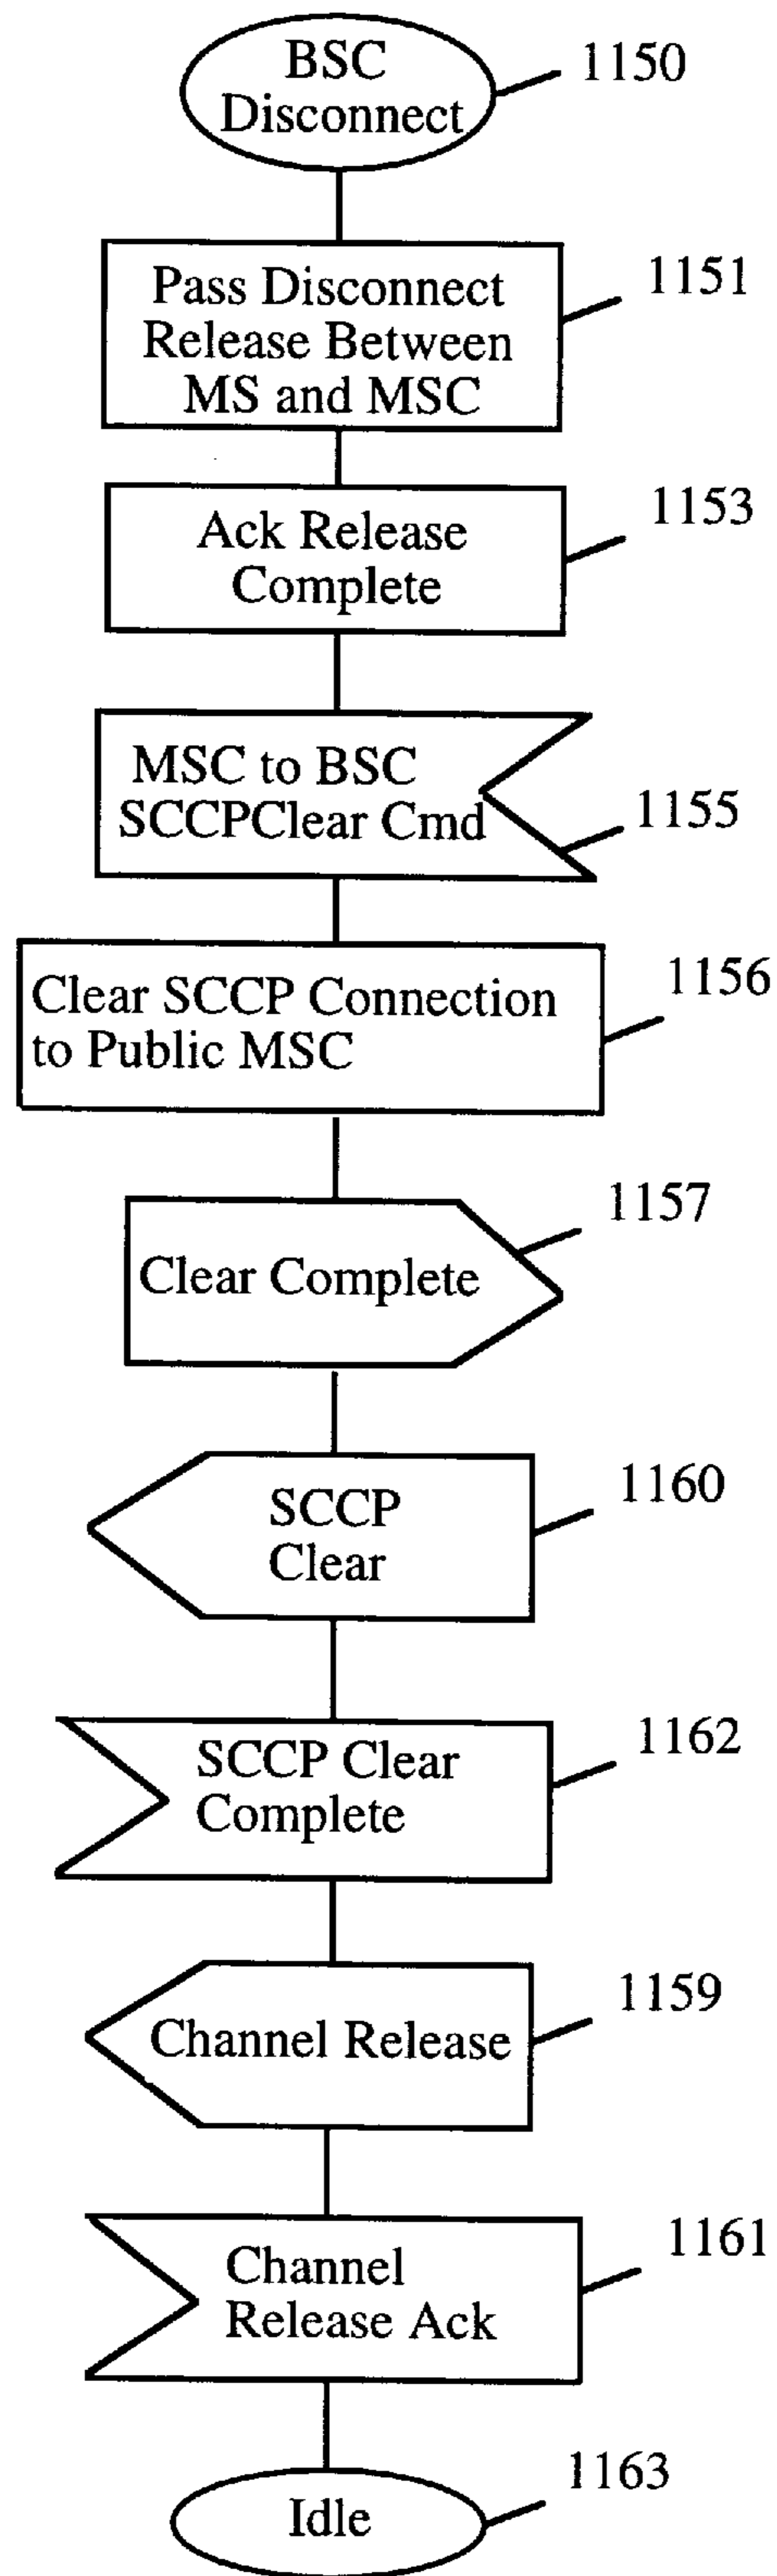 BSC
Disconnect
1150
Pass Disconnect
Release Between
MS and MSC
1151
Ack Release
Complete
1153
MSC to BSC
SCCPClear Cmd
1155
Clear SCCP Connection
to Public MSC
1156
Clear Complete
1157
SCCP
Clear
1160
SCCP Clear
Complete
1162
Channel Release
1159
Channel
Release Ack
1161
Idle
1163